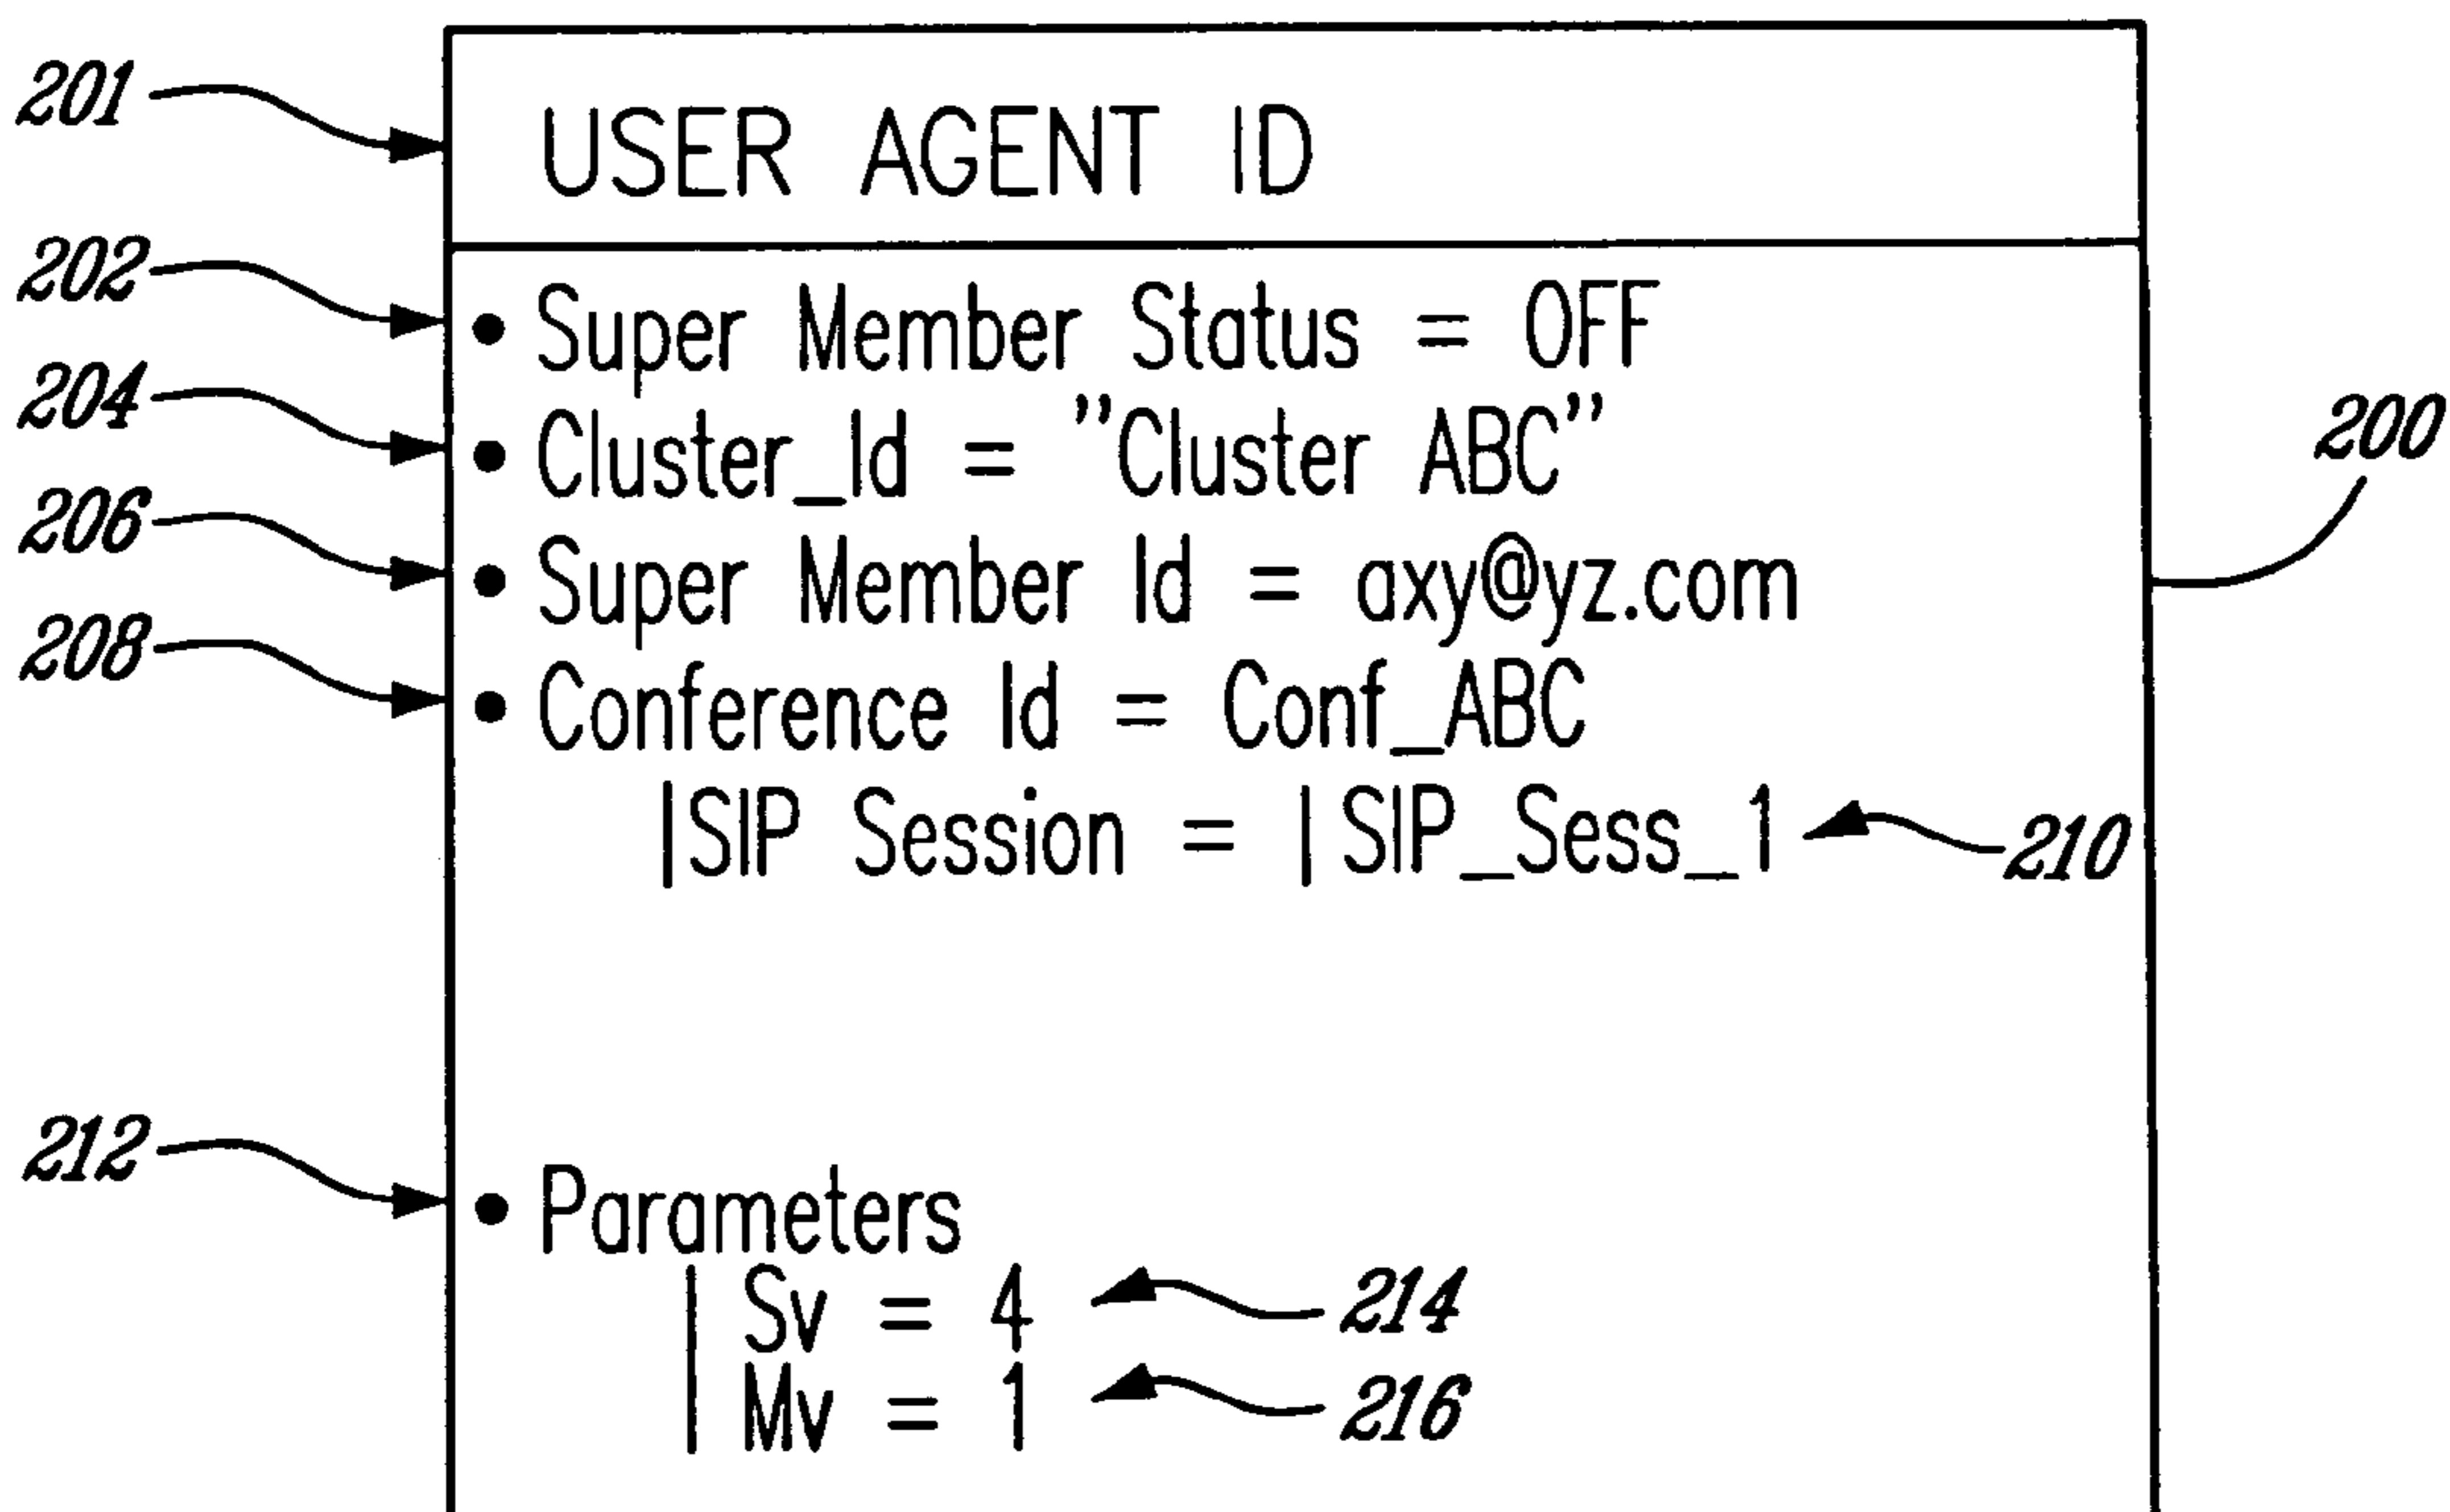 201 USER AGENT ID
202 • Super Member Status = OFF
204 • Cluster_Id = "Cluster ABC"
200
206 • Super Member Id = axy@yz.com
208 • Conference Id = Conf_ABC
|SIP Session = |SIP_Sess_1 210
212 • Parameters
| Sv = 4 214
| Mv = 1 216